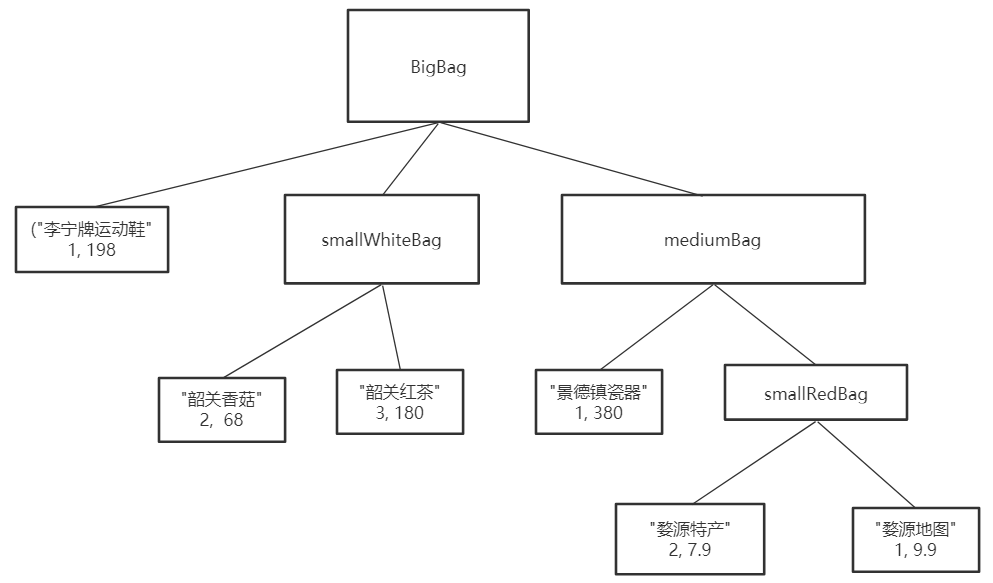 BigBag
("李宁牌运动鞋"
1, 198
smallWhiteBag
mediumBag
"韶关香菇"
2,  68
"韶关红茶"
3, 180
"景德镇瓷器"
1, 380
smallRedBag
"婺源特产"
2, 7.9
"婺源地图"
1, 9.9